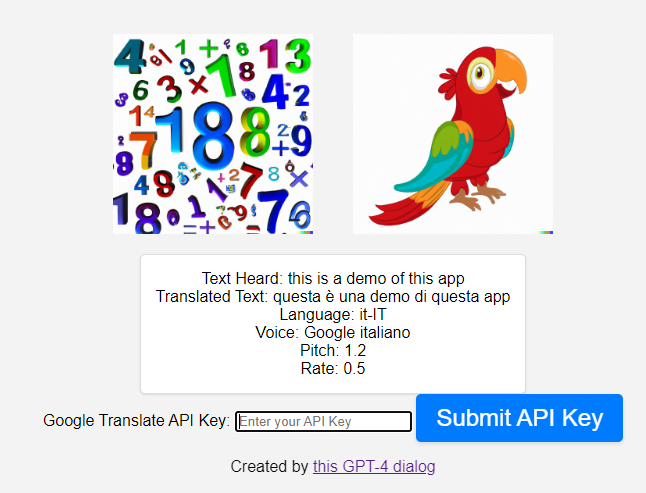 Text Heard: this is a demo of this app
Translated Text: questa è una demo di questa app
Language: it-IT
Voice: Google italiano
Pitch: 1.2
Rate: 0.5
Google Translate API Key: Enter your API Key Submit API Key
Created by this GPT-4 dialog